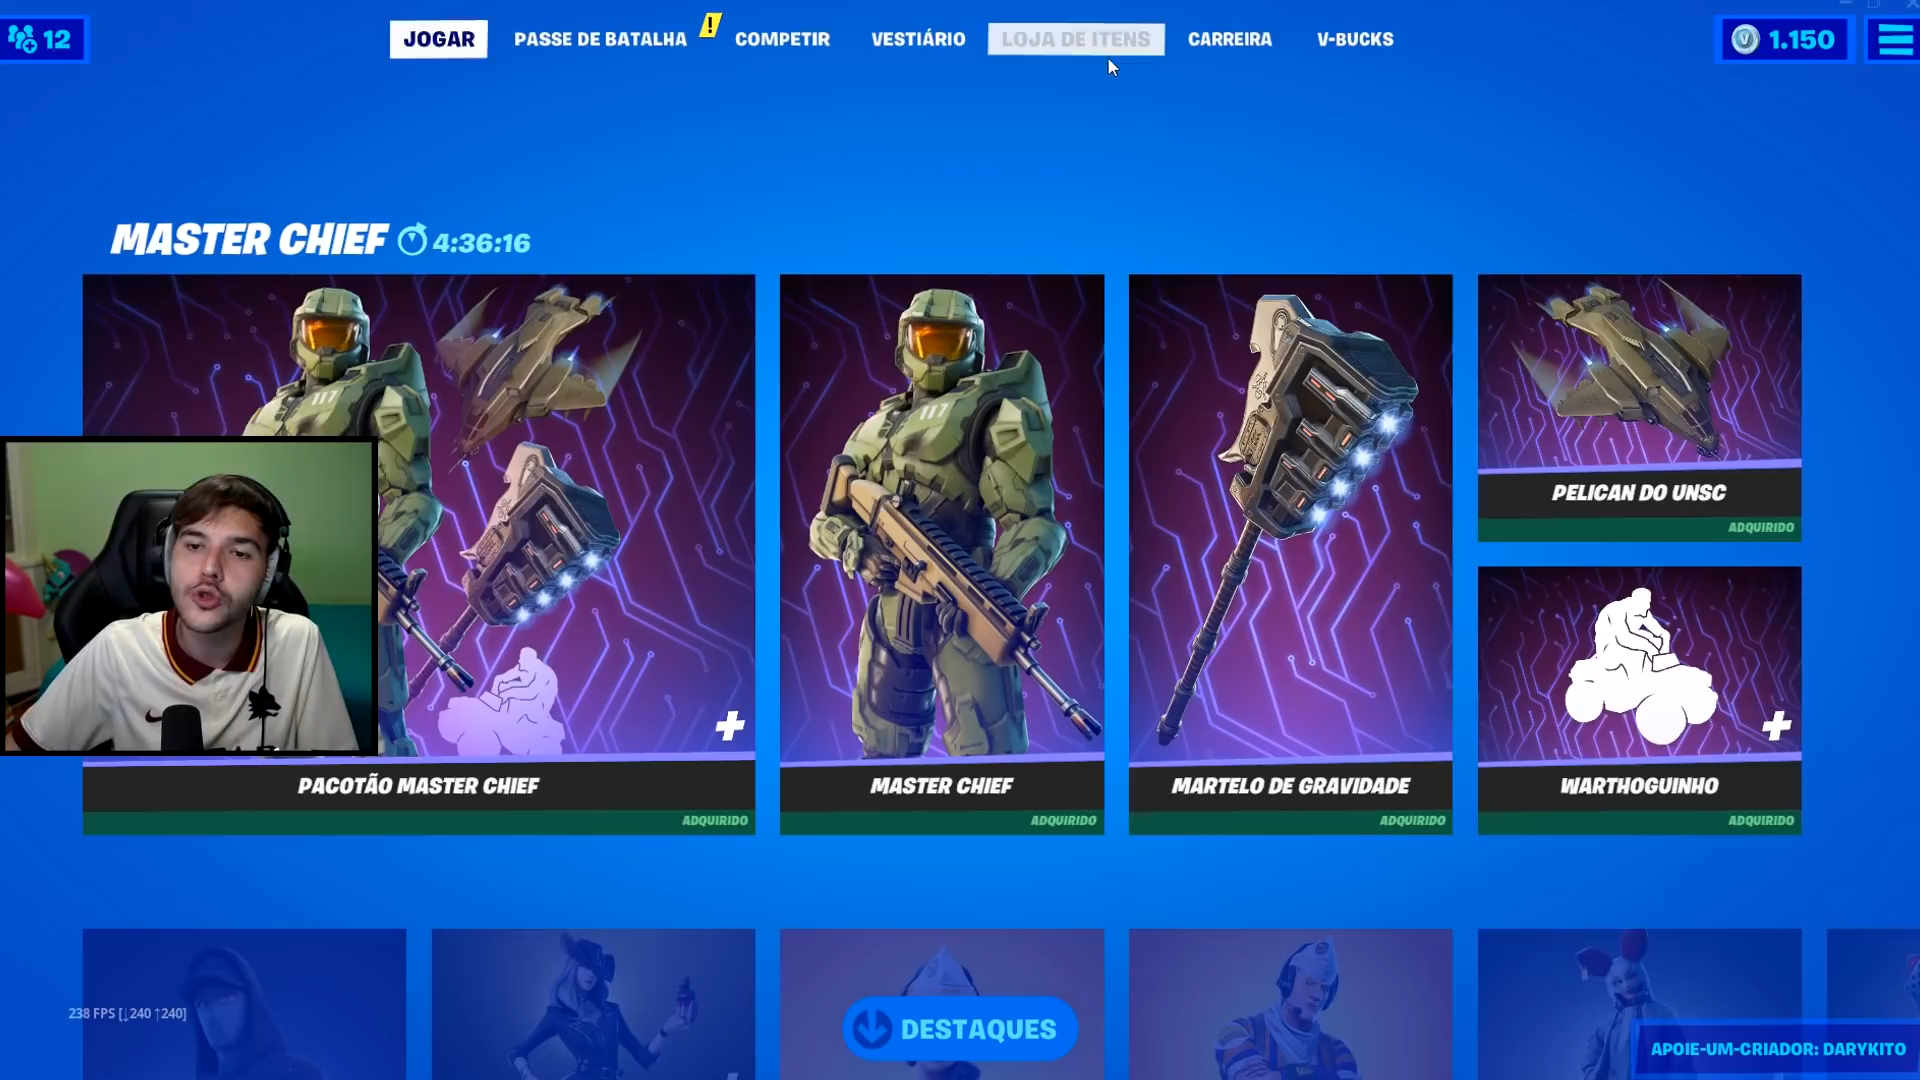 12
JOGAR
PASSE DE BATALHA
!
COMPETIR
VESTIÁRIO
LOJA DE ITENS
CARREIRA
V-BUCKS
V
1.150
MASTER CHIEF 4:36:16
117
117
PACOTÃO MASTER CHIEF
ADQUIRIDO
MASTER CHIEF
ADQUIRIDO
MARTELO DE GRAVIDADE
ADQUIRIDO
PELICAN DO UNSC
ADQUIRIDO
WARTHOGUINHO
ADQUIRIDO
238 FPS [↓240 ↑240]
DESTAQUES
APOIE-UM-CRIADOR: DARYKITO